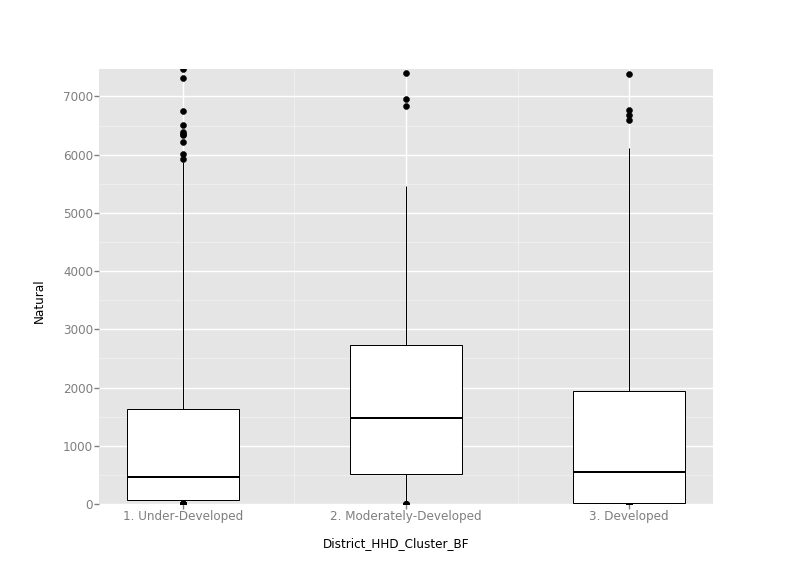 7000
6000
5000
4000
3000
2000
1000
0
Natural
1. Under-Developed
2. Moderately-Developed
3. Developed
District_HHD_Cluster_BF